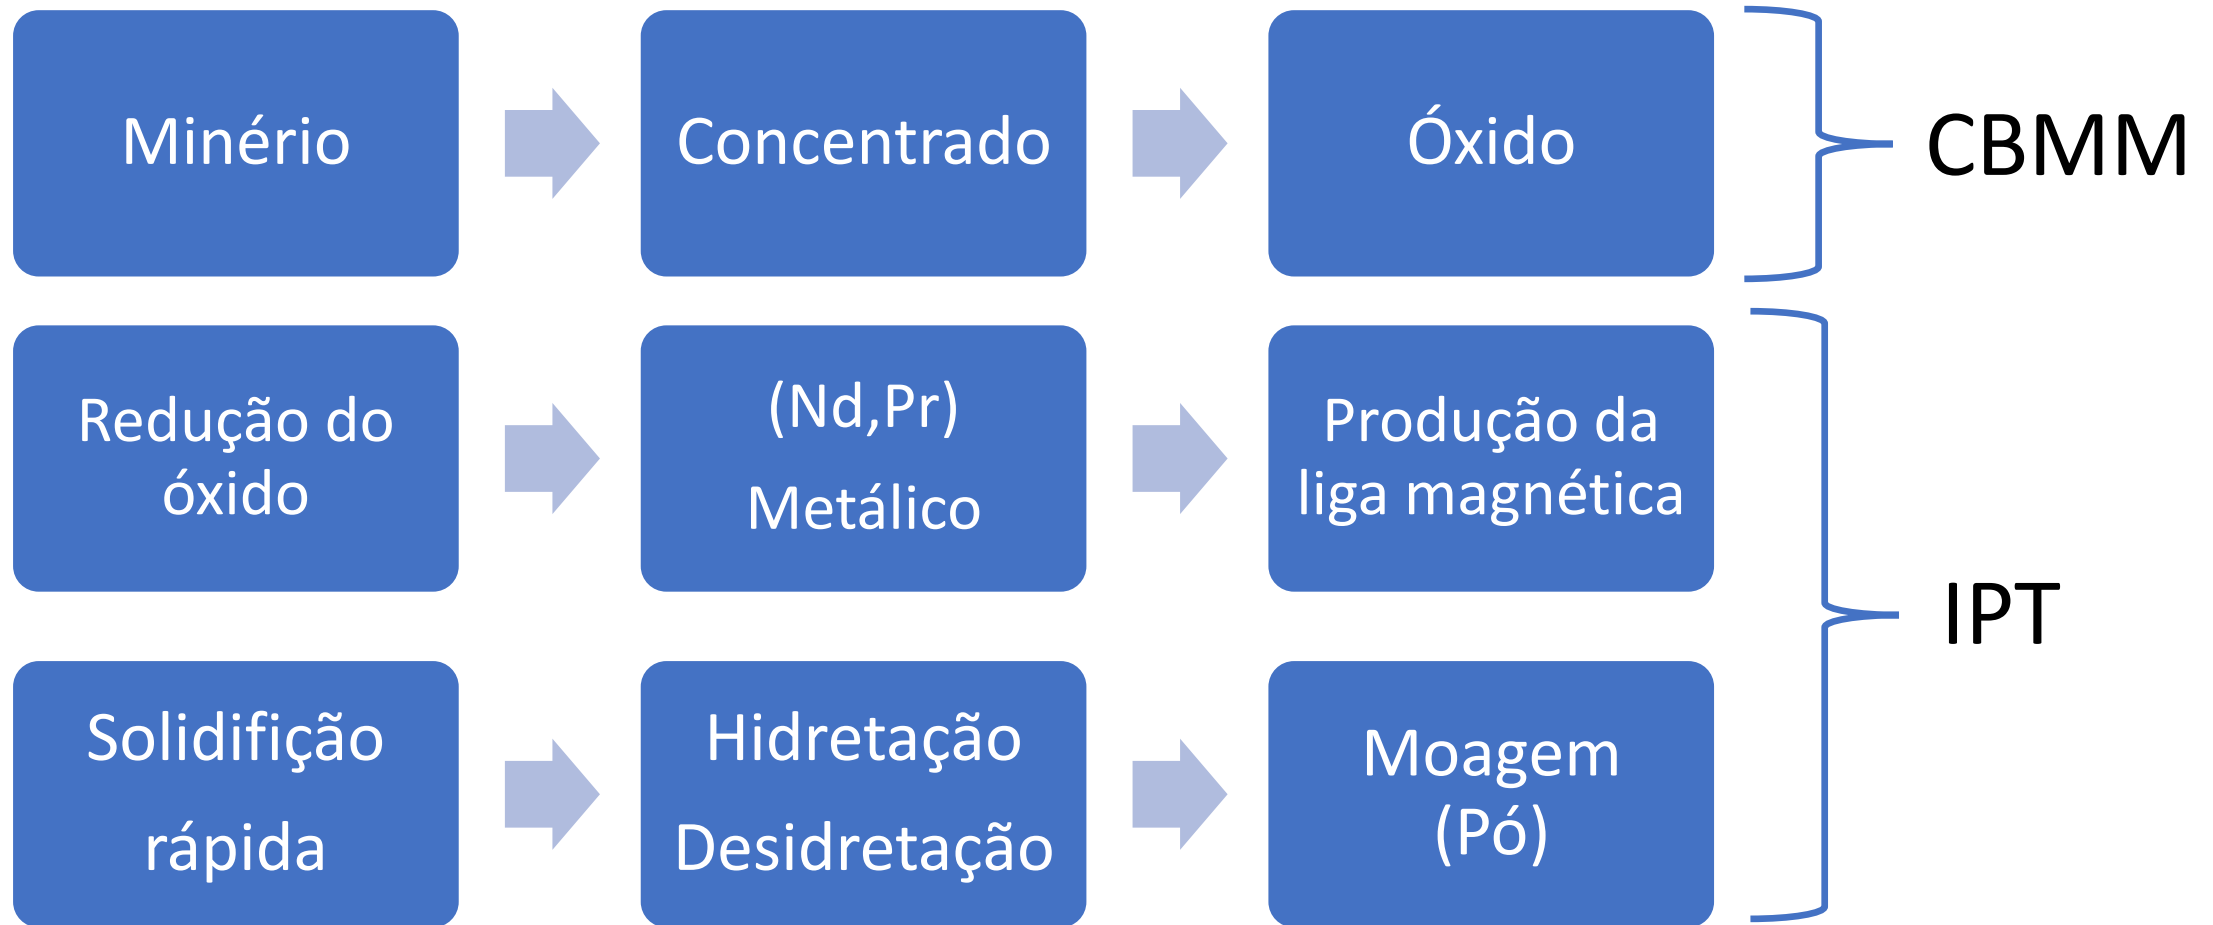 Minério
Concentrado
Óxido
CBMM
Redução do
óxido
(Nd,Pr)
Metálico
Produção da
liga magnética
IPT
Solidifição
rápida
Hidretação
Desidretação
Moagem
(Pó)